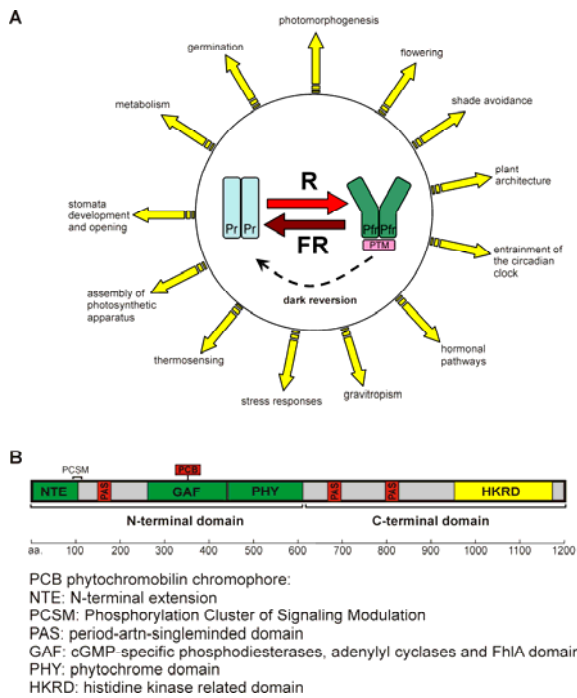 A
photomorphogenesis
germination
flowering
metabolism
shade avoidance
R
plant
architecture
stomata
development
and opening
Pr Pr
Pfr Pfr
PTM
FR
entrainment of
the circadian
clock
dark reversion
assembly of
photosynthetic
apparatus
thermosensing
hormonal
pathways
stress responses
gravitropism
B
PCSM
PCB
NTE PAS GAF PHY PAS PAS HKRD
N-terminal domain C-terminal domain
aa. 100 200 300 400 500 600 700 800 900 1000 1100 1200
PCB phytochromobilin chromophore:
NTE: N-terminal extension
PCSM: Phosphorylation Cluster of Signaling Modulation
PAS: period-artn-singleminded domain
GAF: cGMP-specific phosphodiesterases, adenylyl cyclases and FhlA domain
PHY: phytochrome domain
HKRD: histidine kinase related domain